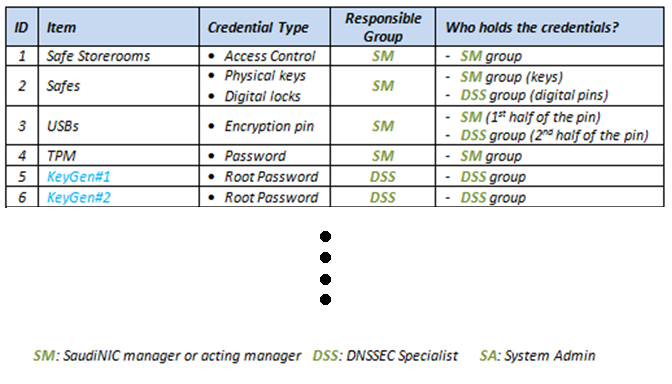 ID Item Credential Type Responsible Group Who holds the credentials?
1 Safe Storerooms • Access Control SM - SM group
2 Safes • Physical keys • Digital locks SM - SM group (keys) - DSS group (digital pins)
3 USBs • Encryption pin SM - SM (1st half of the pin) - DSS group (2nd half of the pin)
4 TPM • Password SM - SM group
5 KeyGen#1 • Root Password DSS - DSS group
6 KeyGen#2 • Root Password DSS - DSS group
SM: SaudiNIC manager or acting manager DSS: DNSSEC Specialist SA: System Admin